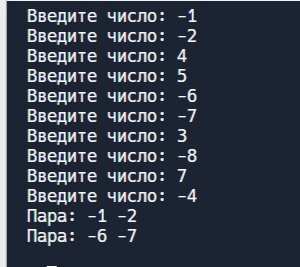 Введите число: -1
Введите число: -2
Введите число: 4
Введите число: 5
Введите число: -6
Введите число: -7
Введите число: 3
Введите число: -8
Введите число: 7
Введите число: -4
Пара: -1 -2
Пара: -6 -7